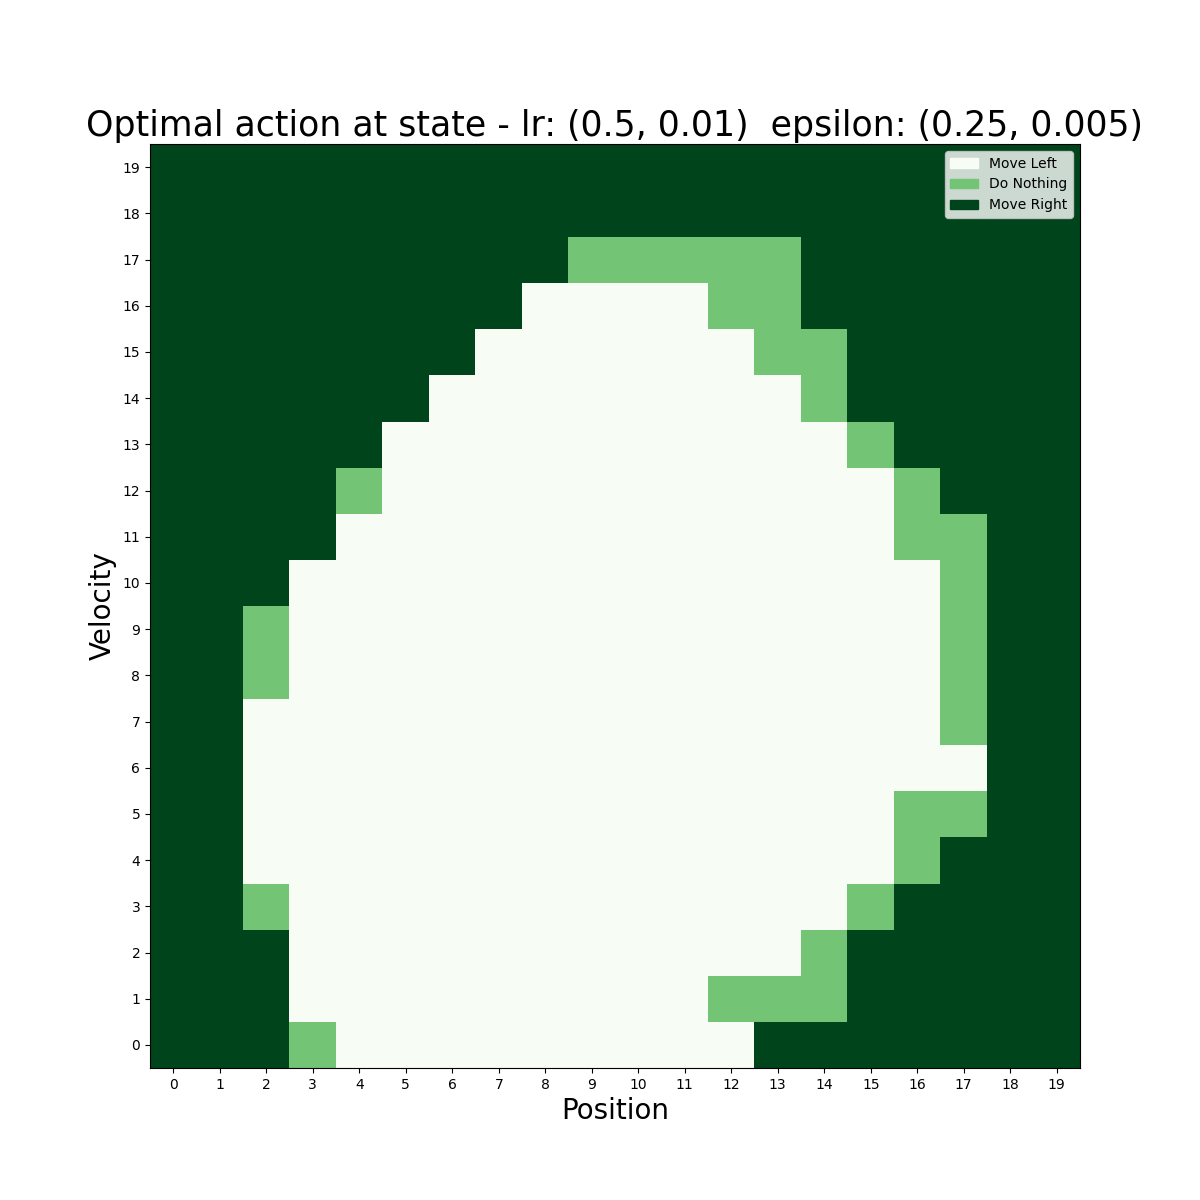 Optimal action at state - lr: (0.5, 0.01)  epsilon: (0.25, 0.005)
Move Left
Do Nothing
Move Right
19
18
17
16
15
14
13
12
11
10
9
8
7
6
5
4
3
2
1
0
Velocity
0 1 2 3 4 5 6 7 8 9 10 11 12 13 14 15 16 17 18 19
Position